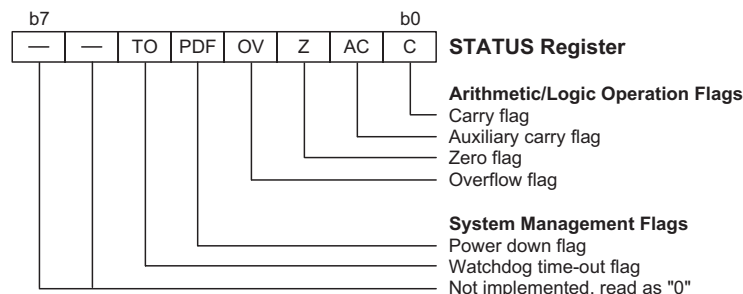 b7 b0
— — TO PDF OV Z AC C STATUS Register
Arithmetic/Logic Operation Flags
Carry flag
Auxiliary carry flag
Zero flag
Overflow flag
System Management Flags
Power down flag
Watchdog time-out flag
Not implemented, read as "0"